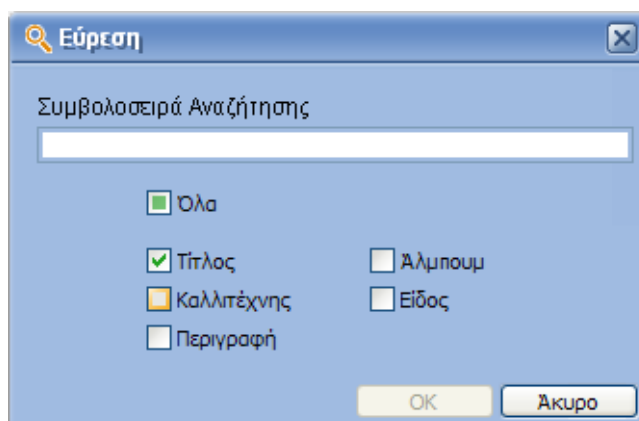 Εύρεση
Συμβολοσειρά Αναζήτησης
Όλα
Τίτλος Άλμπουμ
Καλλιτέχνης Είδος
Περιγραφή
OK Άκυρο